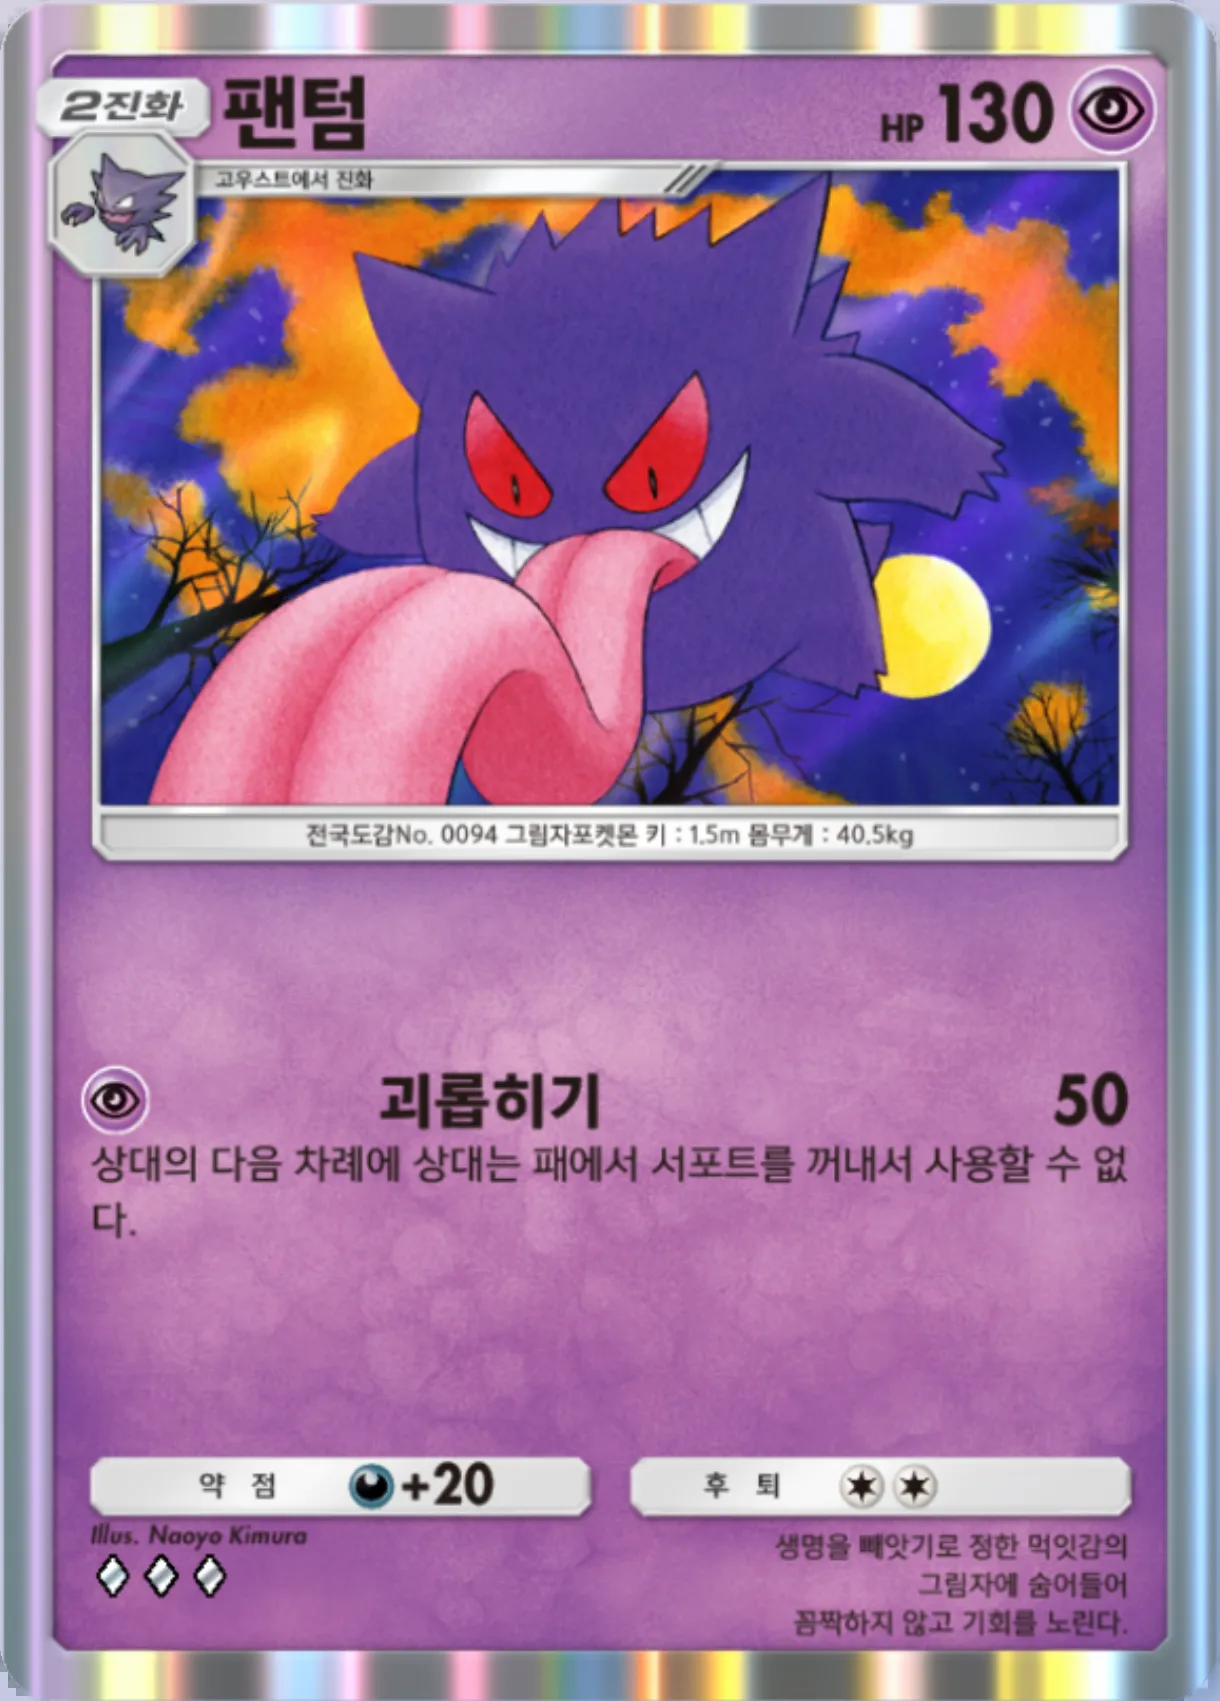 2진화
팬텀
HP 130
고우스트에서 진화
전국도감No. 0094 그림자포켓몬 키 : 1.5m 몸무게 : 40.5kg
괴롭히기 50
상대의 다음 차례에 상대는 패에서 서포트를 꺼내서 사용할 수 없
다.
약 점 +20
후 퇴
Illus. Naoyo Kimura
생명을 빼앗기로 정한 먹잇감의
그림자에 숨어들어
꼼짝하지 않고 기회를 노린다.